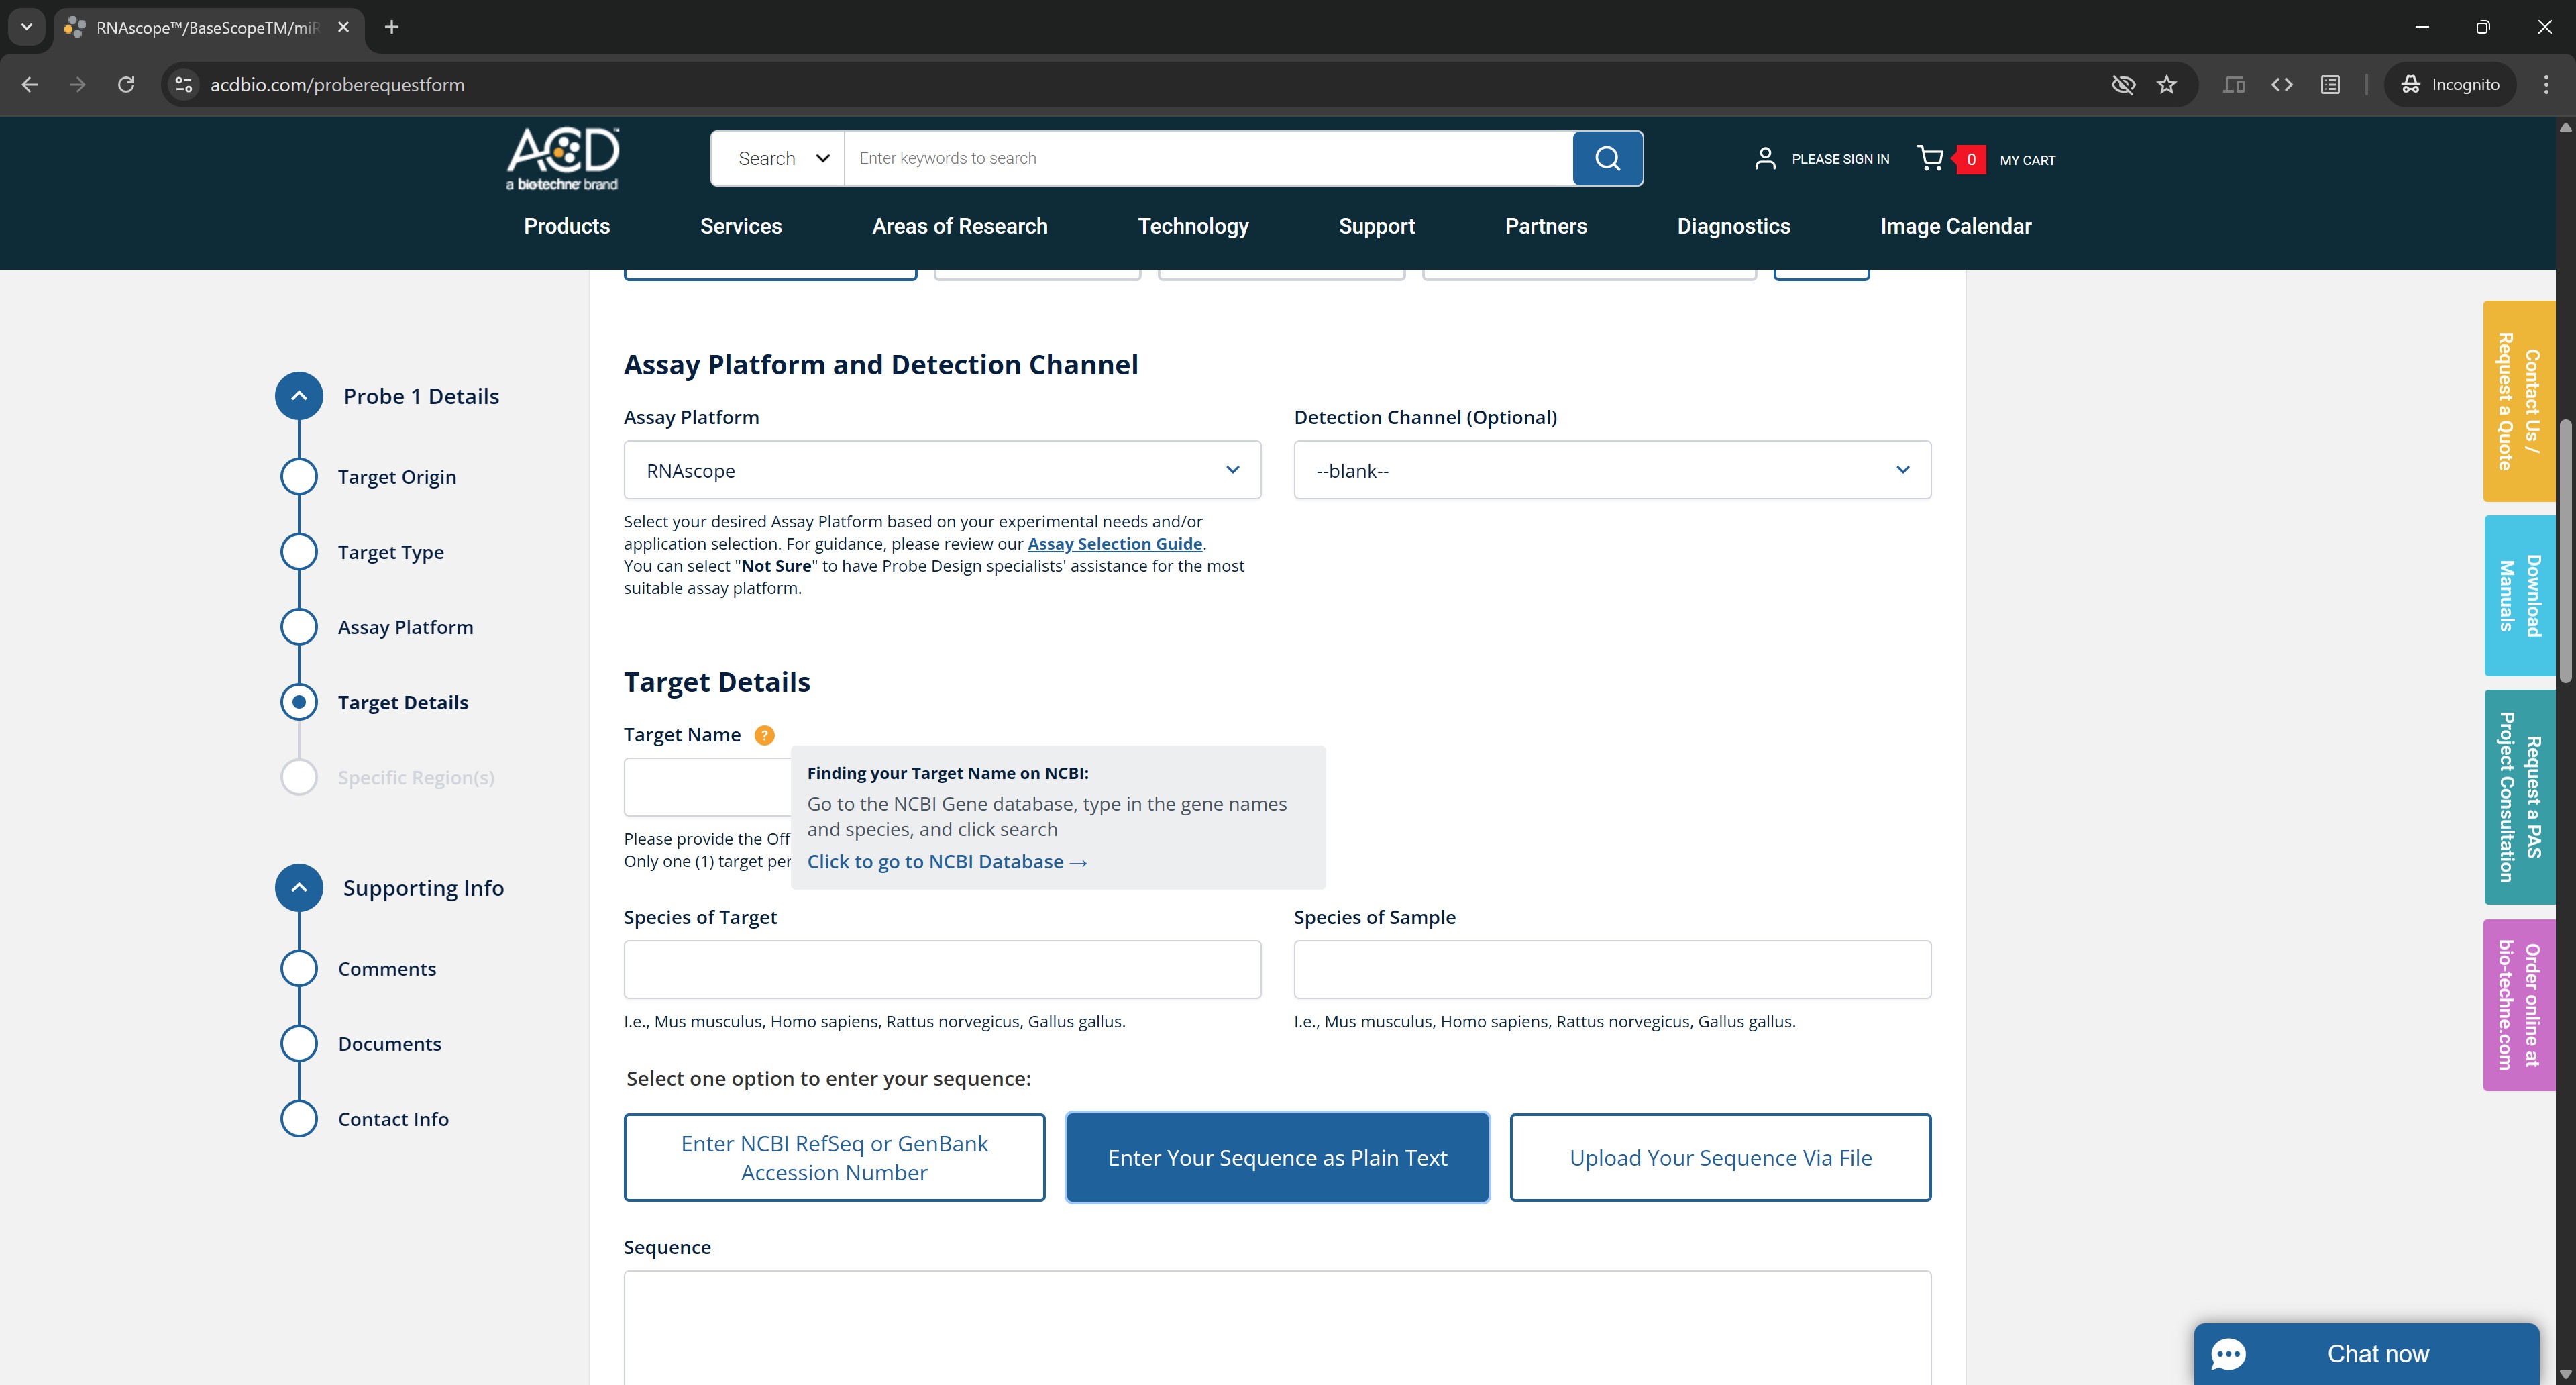 RNAscope™/BaseScopeTM/miR
acdbio.com/proberequestform
Incognito
ACD™
a biotechne brand
Search
Enter keywords to search
PLEASE SIGN IN
0
MY CART
Products
Services
Areas of Research
Technology
Support
Partners
Diagnostics
Image Calendar
Probe 1 Details
Target Origin
Target Type
Assay Platform
Target Details
Specific Region(s)
Supporting Info
Comments
Documents
Contact Info
Assay Platform and Detection Channel
Assay Platform
Detection Channel (Optional)
RNAscope
--blank--
Select your desired Assay Platform based on your experimental needs and/or
application selection. For guidance, please review our Assay Selection Guide.
You can select "Not Sure" to have Probe Design specialists' assistance for the most
suitable assay platform.
Target Details
Target Name ?
Finding your Target Name on NCBI:
Go to the NCBI Gene database, type in the gene names
and species, and click search
Click to go to NCBI Database →
Please provide the Off
Only one (1) target per
Species of Target
Species of Sample
I.e., Mus musculus, Homo sapiens, Rattus norvegicus, Gallus gallus.
I.e., Mus musculus, Homo sapiens, Rattus norvegicus, Gallus gallus.
Select one option to enter your sequence:
Enter NCBI RefSeq or GenBank
Accession Number
Enter Your Sequence as Plain Text
Upload Your Sequence Via File
Sequence
Contact Us /
Request a Quote
Download
Manuals
Request a PAS
Project Consultation
Order online at
bio-techne.com
Chat now